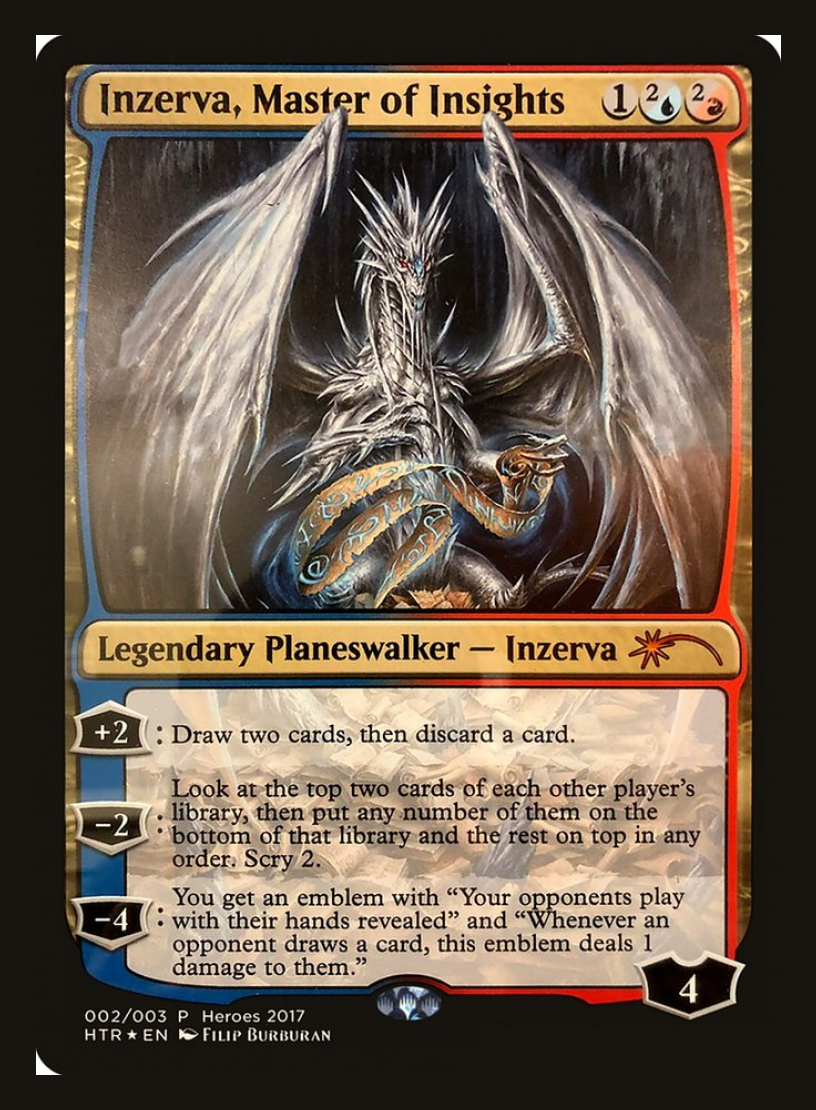 Inzerva, Master of Insights 1 2 2
Legendary Planeswalker — Inzerva
+2 : Draw two cards, then discard a card.
Look at the top two cards of each other player's
−2 : library, then put any number of them on the
bottom of that library and the rest on top in any
order. Scry 2.
You get an emblem with “Your opponents play
−4 : with their hands revealed” and “Whenever an
opponent draws a card, this emblem deals 1
damage to them.”
4
002/003 P Heroes 2017
HTR★EN Filip Burburan